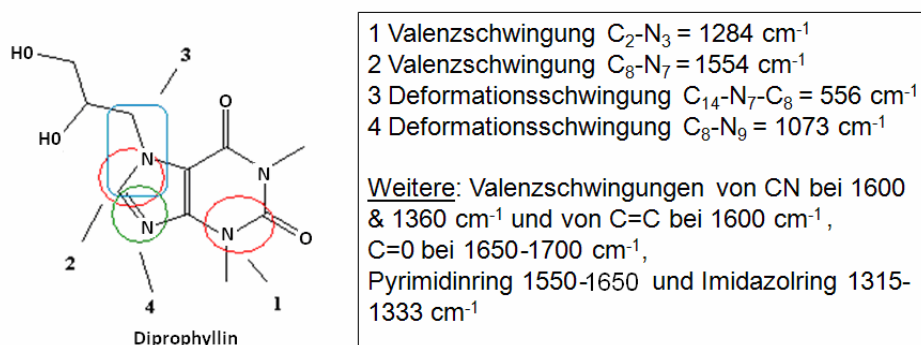 HO
3
HO
O
N
N
N
N
O
2
4
1
Diprophyllin
1 Valenzschwingung C₂-N₃ = 1284 cm⁻¹
2 Valenzschwingung C₈-N₇ = 1554 cm⁻¹
3 Deformationsschwingung C₁₄-N₇-C₈ = 556 cm⁻¹
4 Deformationsschwingung C₈-N₉ = 1073 cm⁻¹
Weitere: Valenzschwingungen von CN bei 1600
& 1360 cm⁻¹ und von C=C bei 1600 cm⁻¹,
C=0 bei 1650-1700 cm⁻¹,
Pyrimidinring 1550-1650 und Imidazolring 1315-
1333 cm⁻¹